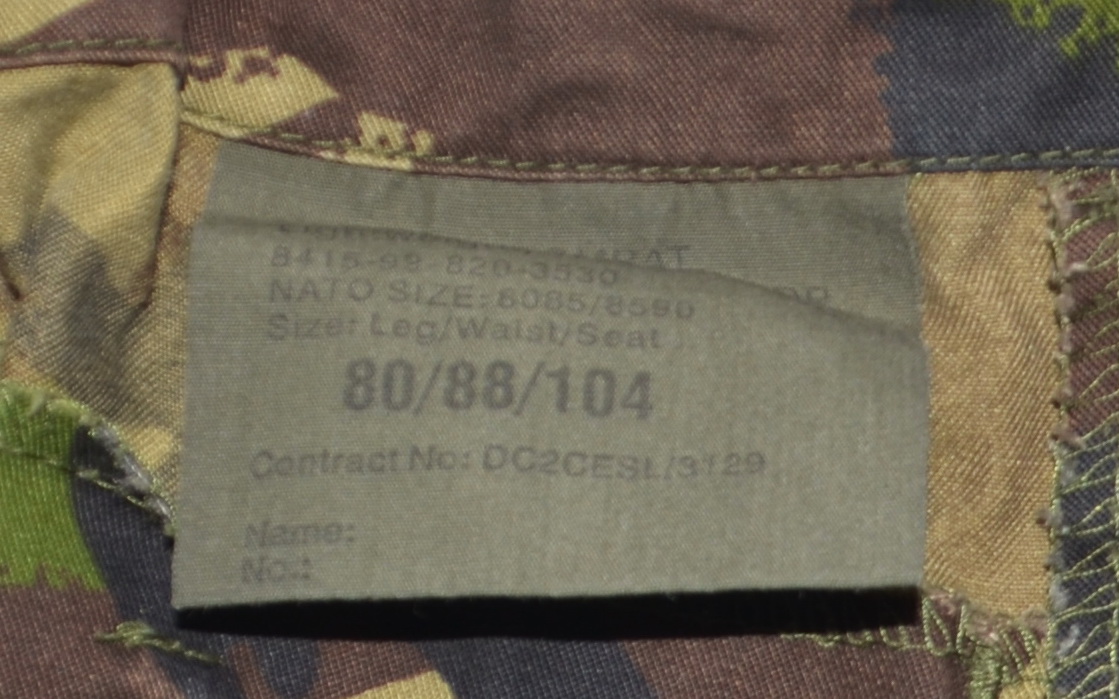 COMBAT
8415-99-820-3530
NATO SIZE:8085/8590
Size: Leg/Waist/Seat
80/88/104
Contract No: DC2CESL/3129
Name:
No.: